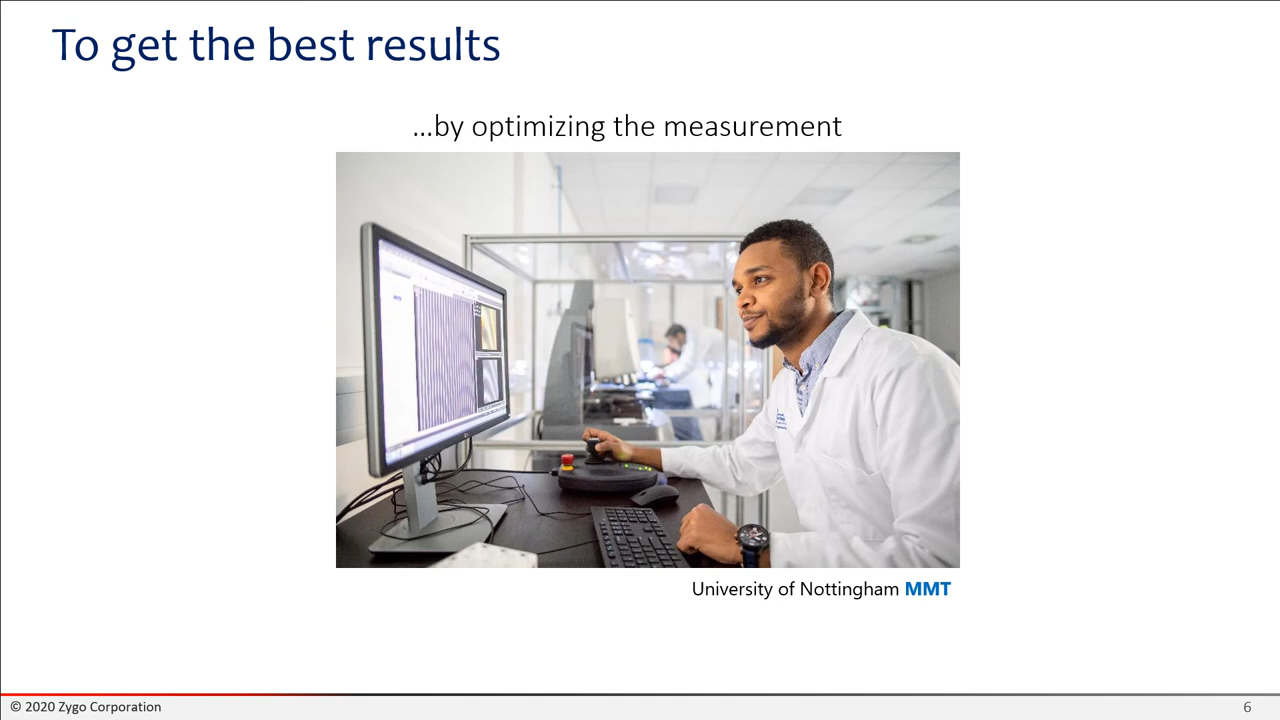 To get the best results
...by optimizing the measurement
University of Nottingham MMT
© 2020 Zygo Corporation
6